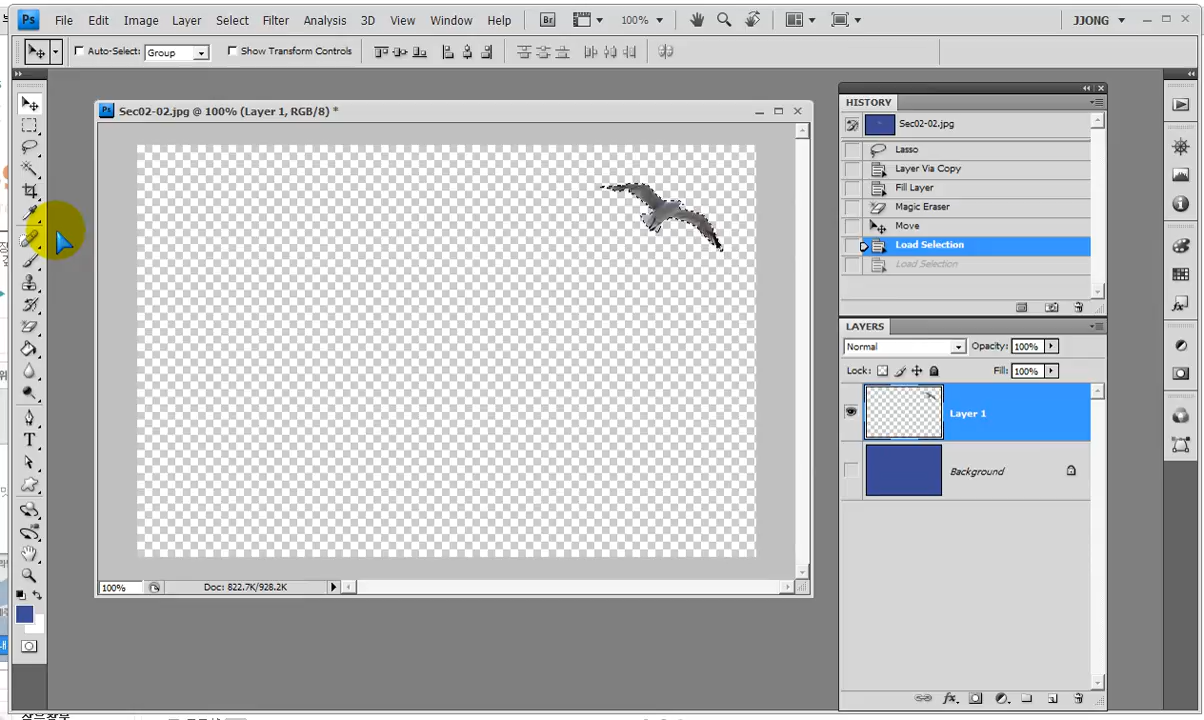 Ps File Edit Image Layer Select Filter Analysis 3D View Window Help Br 100% JJONG
Auto-Select: Group Show Transform Controls
HISTORY
Ps Sec02-02.jpg @ 100% (Layer 1, RGB/8) *
Sec02-02.jpg
Lasso
Layer Via Copy
Fill Layer
Magic Eraser
Move
Load Selection
Load Selection
LAYERS
Normal Opacity: 100%
Lock: Fill: 100%
Layer 1
T
Background
100% Doc: 822.7K/928.2K
fx